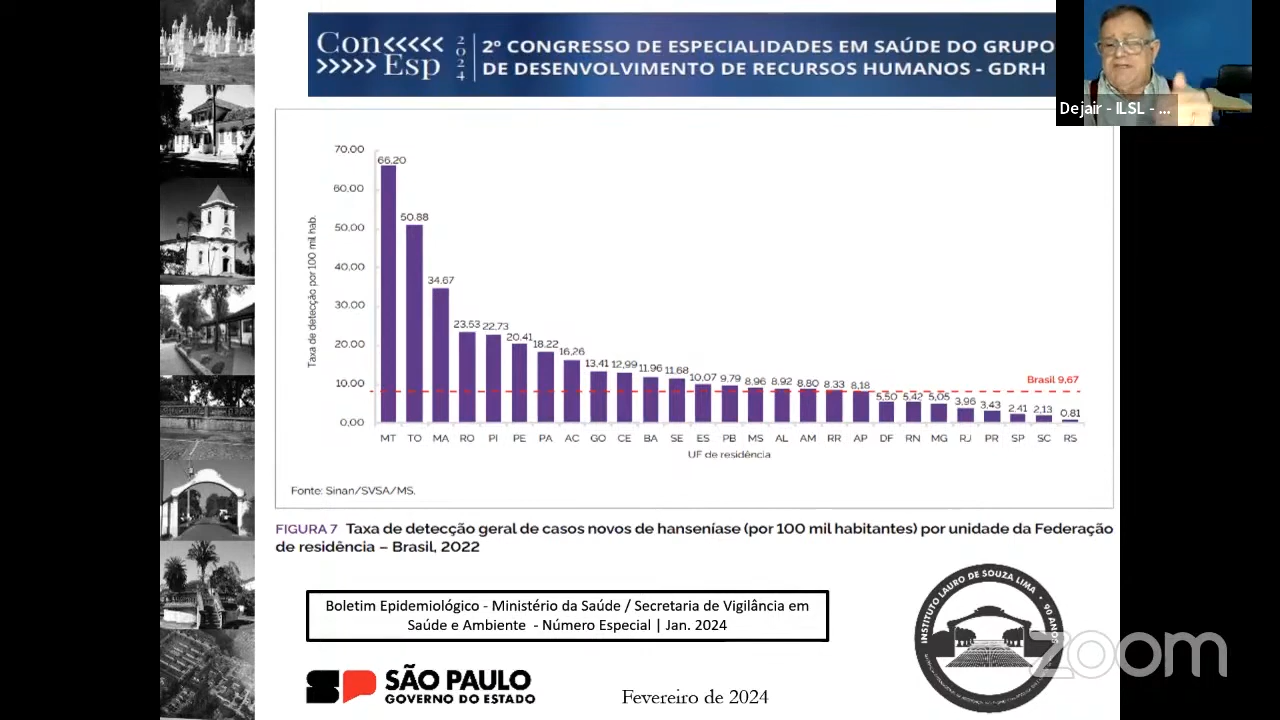 Con<<<<<
>>>>> Esp
2024
2º CONGRESSO DE ESPECIALIDADES EM SAÚDE DO GRUPO
DE DESENVOLVIMENTO DE RECURSOS HUMANOS - GDRH
Dejair - ILSL - ...
Taxa de detecção por 100 mil hab.
70.00
60.00
50.00
40.00
30.00
20.00
10.00
0.00
66.20 50.88 34.67 23.53 22.73 20.41 18.22 16,26 13.41 12,99 11.96 11.68 10.07 9.79 8,96 8,92 8,80 8.33 8,18 5,50 5.42 5,05 3,96 3,43 2,41 2,13 0,81
Brasil 9,67
MT TO MA RO PI PE PA AC GO CE BA SE ES PB MS AL AM RR AP DF RN MG RJ PR SP SC RS
UF de residência
Fonte: Sinan/SVSA/MS.
FIGURA 7 Taxa de detecção geral de casos novos de hanseníase (por 100 mil habitantes) por unidade da Federação
de residência – Brasil, 2022
Boletim Epidemiológico - Ministério da Saúde / Secretaria de Vigilância em
Saúde e Ambiente - Número Especial | Jan. 2024
SP SÃO PAULO
GOVERNO DO ESTADO
Fevereiro de 2024
INSTITUTO LAURO DE SOUZA LIMA • 90 ANOS
zoom